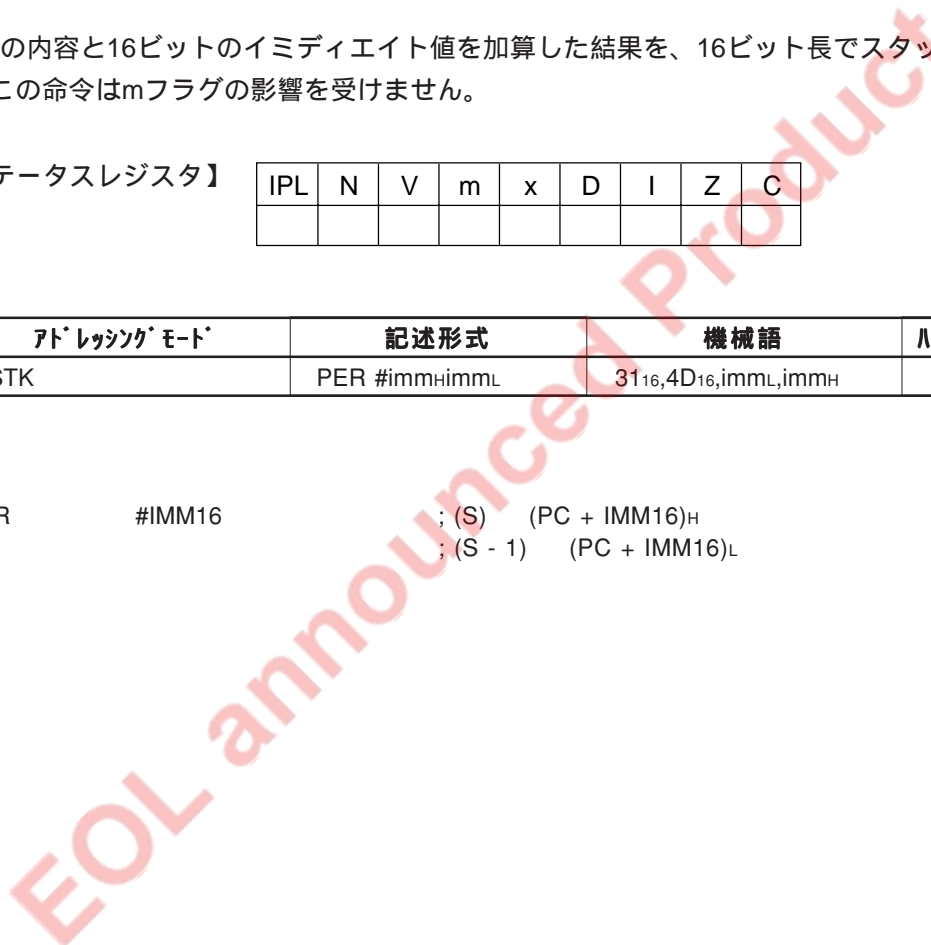 の内容と16ビットのイミディエイト値を加算した結果を、16ビット長でスタッ
この命令はmフラグの影響を受けません。
テータスレジスタ】
IPL N V m x D I Z C
ｱﾄﾞﾚｯｼﾝｸﾞﾓｰﾄﾞ 記述形式 機械語 ﾊ
STK PER #immHimmL 3116,4D16,immL,immH
R #IMM16 ; (S) (PC + IMM16)H
; (S - 1) (PC + IMM16)L
EOL announced Product